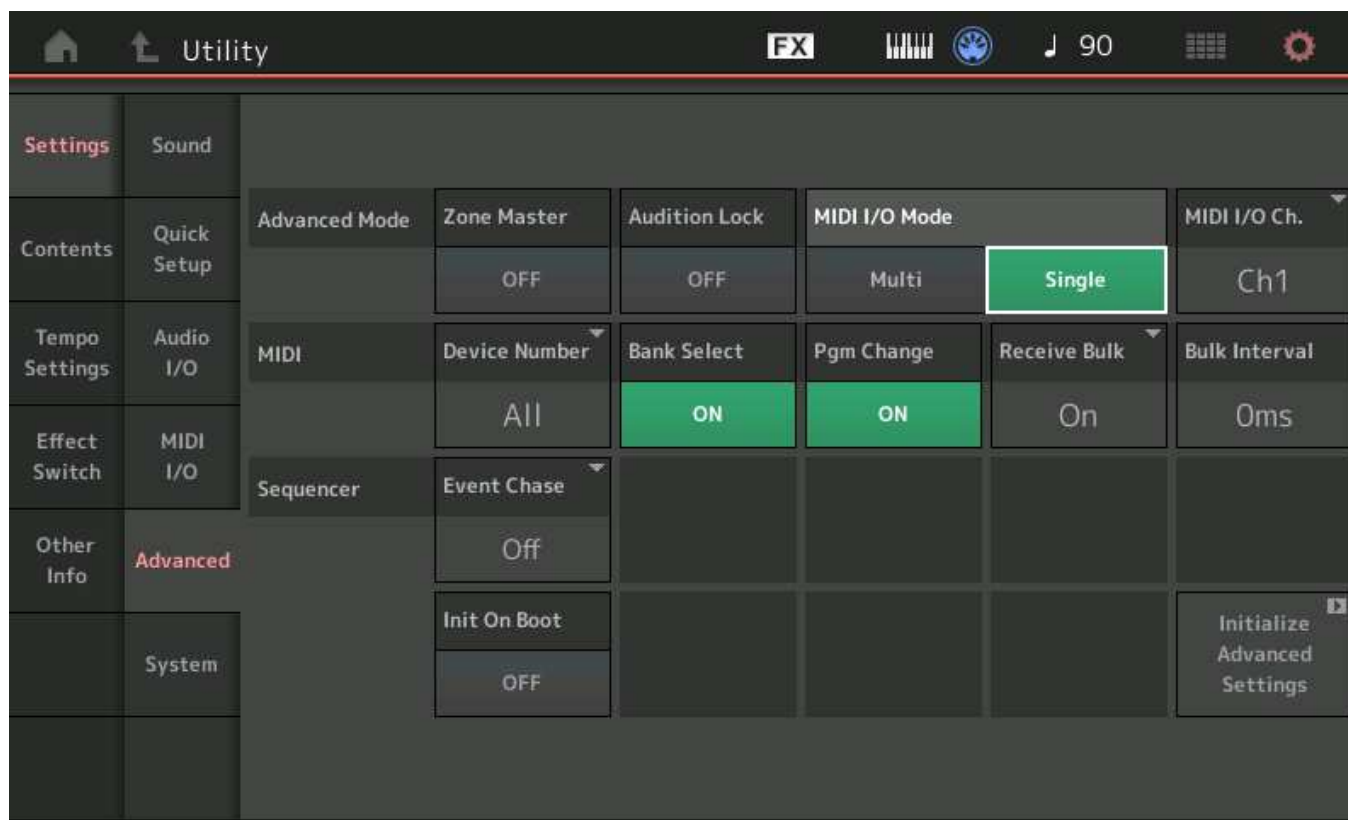 Utility
FX
90
Settings
Contents
Tempo
Settings
Effect
Switch
Other
Info
Sound
Quick
Setup
Audio
I/O
MIDI
I/O
Advanced
System
Advanced Mode
Zone Master
OFF
Audition Lock
OFF
MIDI I/O Mode
Multi
Single
MIDI I/O Ch.
Ch1
MIDI
Device Number
All
Bank Select
ON
Pgm Change
ON
Receive Bulk
On
Bulk Interval
0ms
Sequencer
Event Chase
Off
Init On Boot
OFF
Initialize
Advanced
Settings